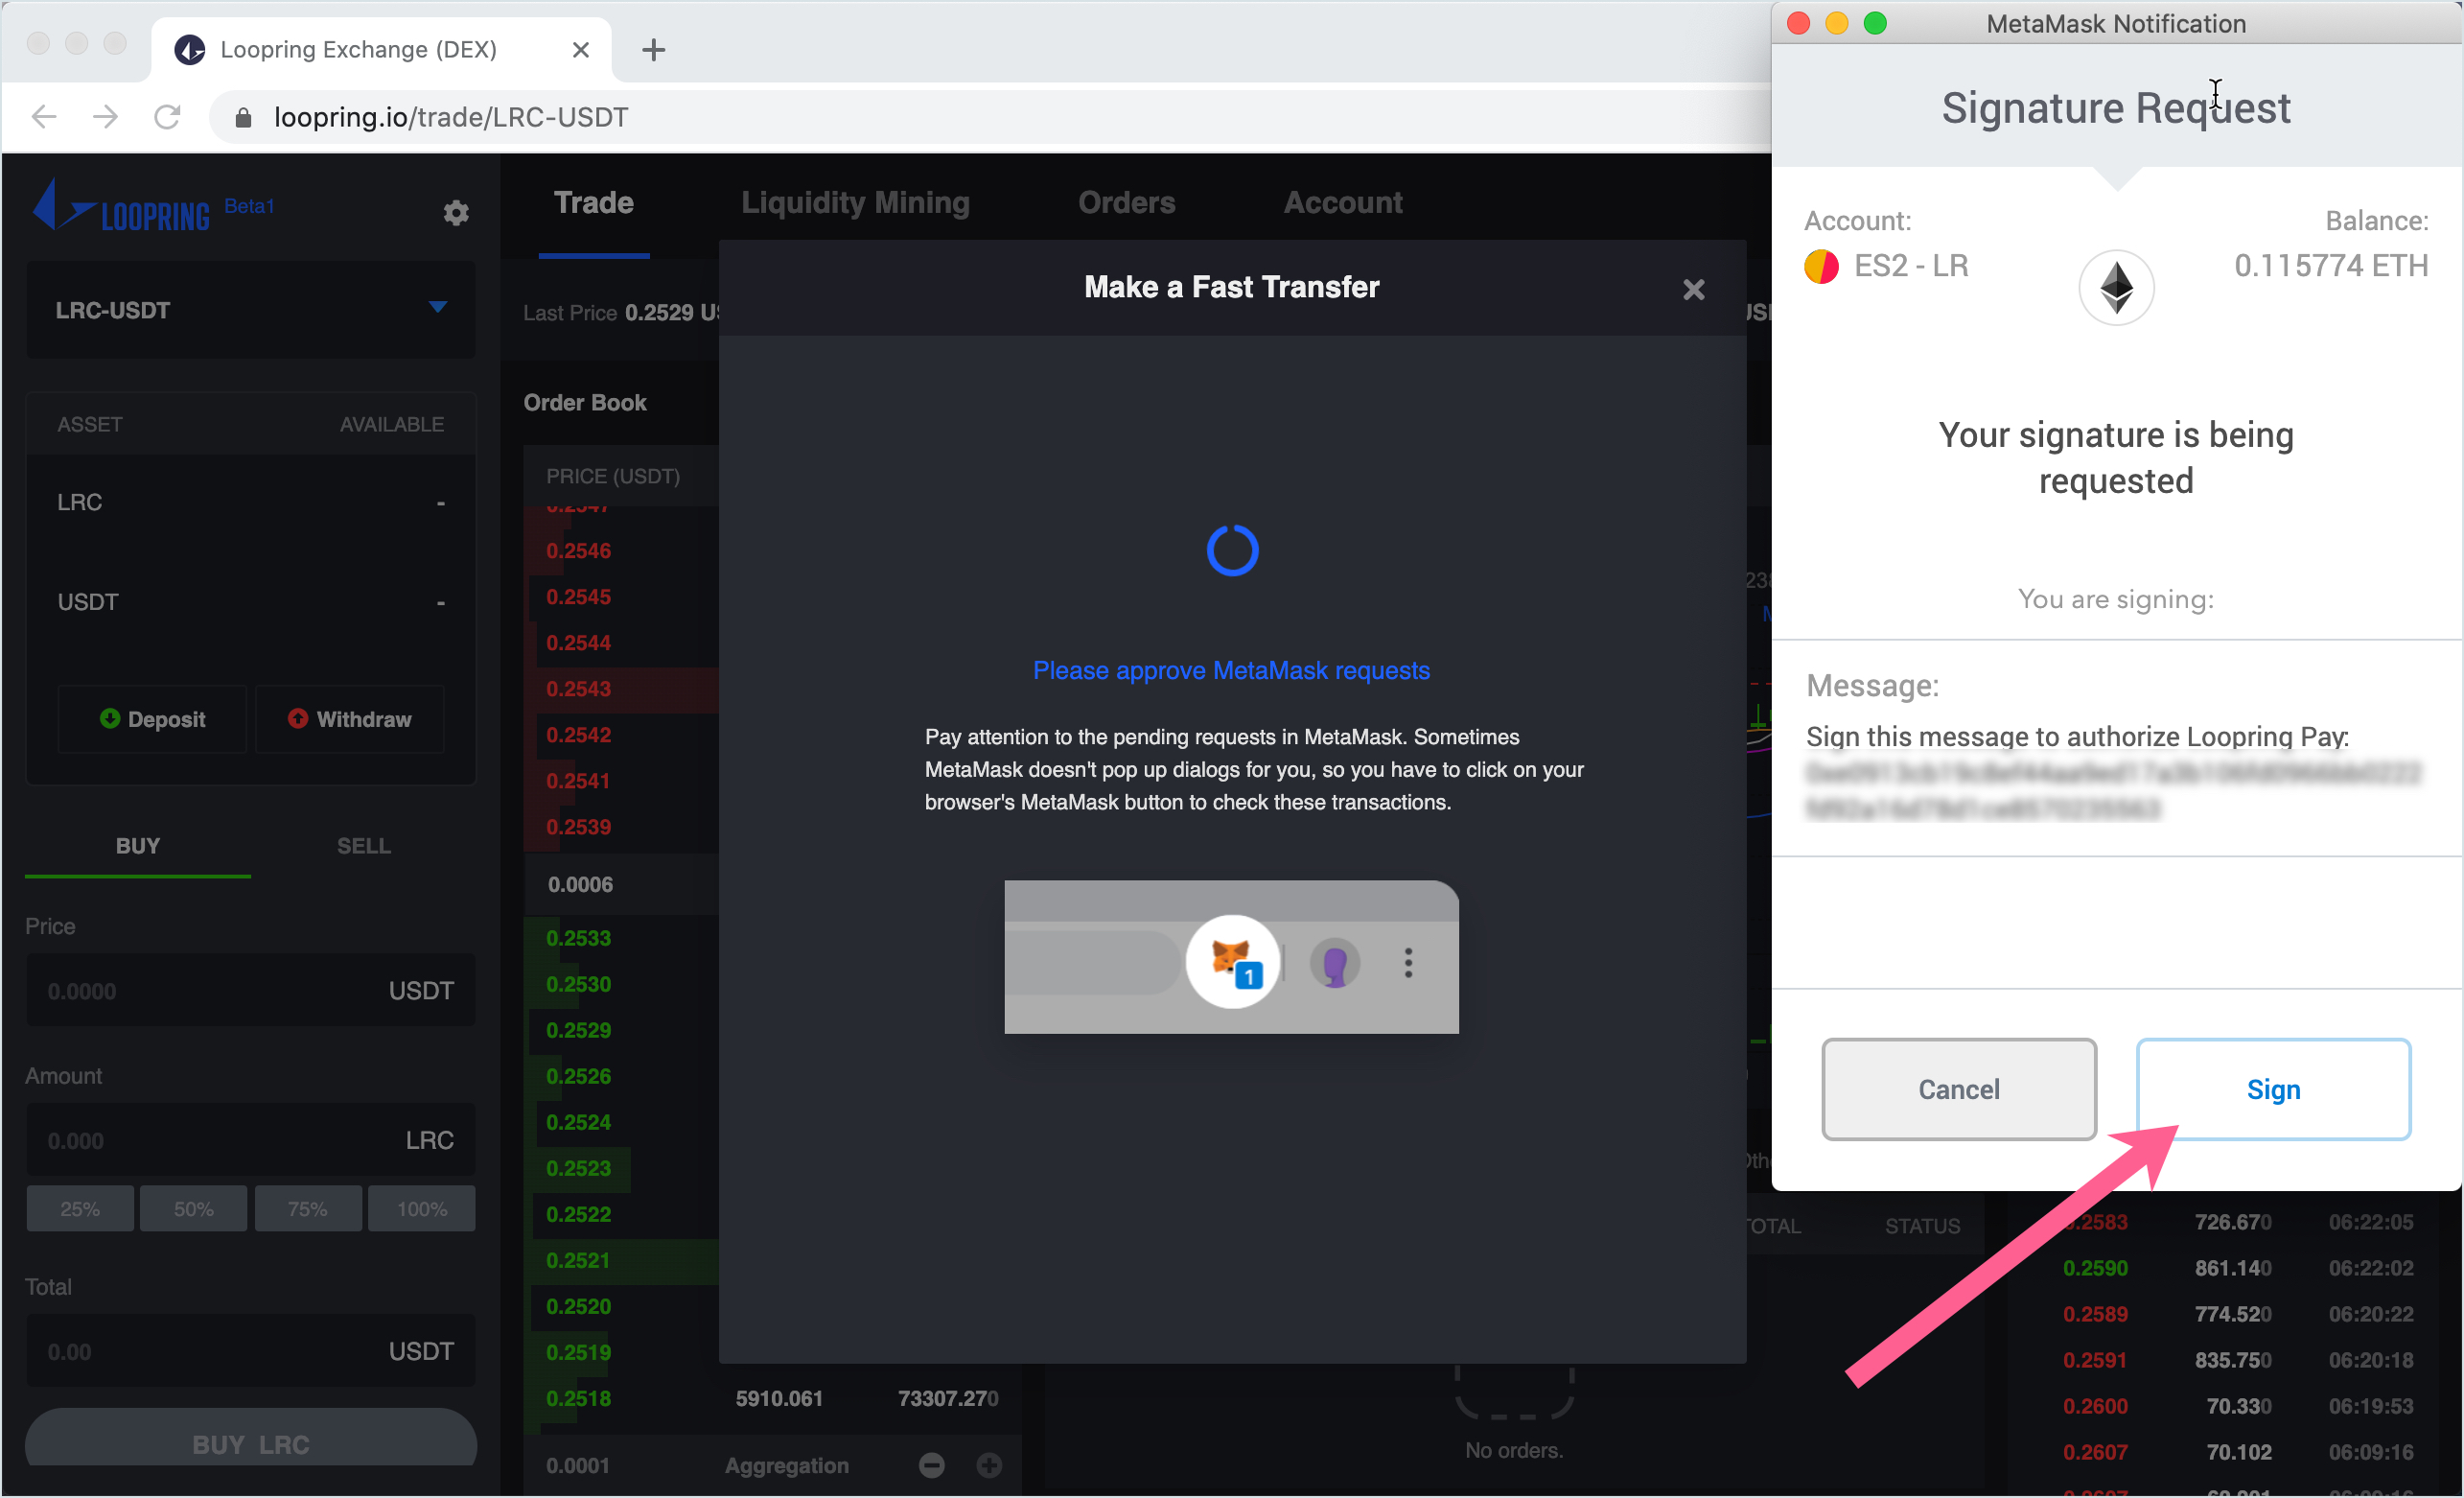 Loopring Exchange (DEX)
loopring.io/trade/LRC-USDT
LOOPRING Beta1
LRC-USDT
ASSET AVAILABLE
LRC -
USDT -
Deposit Withdraw
BUY SELL
Price
0.0000 USDT
Amount
0.000 LRC
25% 50% 75% 100%
Total
0.00 USDT
BUY LRC
Trade Liquidity Mining Orders Account
Last Price 0.2529
Order Book
PRICE (USDT)
0.2546
0.2545
0.2544
0.2543
0.2542
0.2541
0.2539
0.0006
0.2533
0.2530
0.2529
0.2526
0.2524
0.2523
0.2522
0.2521
0.2520
0.2519
0.2518 5910.061 73307.270
0.0001 Aggregation
Make a Fast Transfer
Please approve MetaMask requests
Pay attention to the pending requests in MetaMask. Sometimes
MetaMask doesn't pop up dialogs for you, so you have to click on your
browser's MetaMask button to check these transactions.
1
STATUS
No orders.
MetaMask Notification
Signature Request
Account: Balance:
ES2 - LR 0.115774 ETH
Your signature is being
requested
You are signing:
Message:
Sign this message to authorize Loopring Pay:
Cancel Sign
726.670 06:22:05
0.2590 861.140 06:22:02
0.2589 774.520 06:20:22
0.2591 835.750 06:20:18
0.2600 70.330 06:19:53
0.2607 70.102 06:09:16